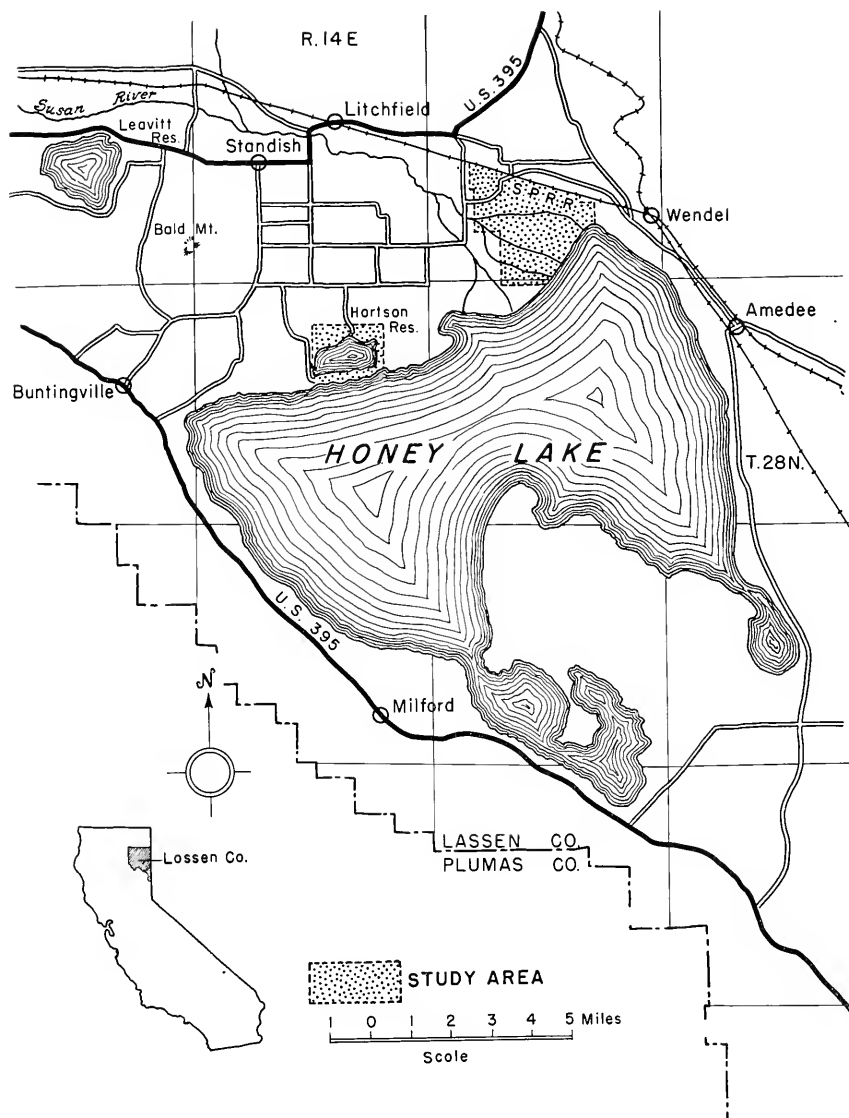 R. 14 E
U.S. 395
Susan River
Litchfield
Leavitt
Res.
Standish
S. P. R. R.
Wendel
Bald Mt.
Hartson
Res.
Amedee
Buntingville
HONEY LAKE
T. 28 N.
U.S. 395
N
Milford
LASSEN CO.
PLUMAS CO.
Lassen Co.
STUDY AREA
1 0 1 2 3 4 5 Miles
Scale